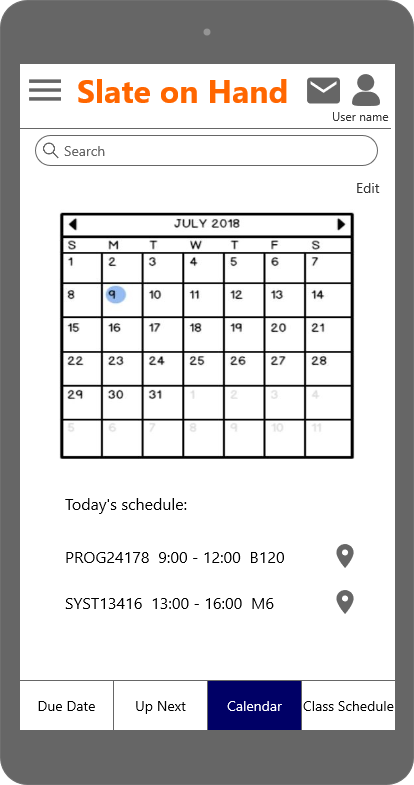 Slate on Hand
User name
Search
Edit
JULY 2018
S M T W T F S
1 2 3 4 5 6 7
8 9 10 11 12 13 14
15 16 17 18 19 20 21
22 23 24 25 26 27 28
29 30 31 1 2 3 4
5 6 7 8 9 10 11
Today's schedule:
PROG24178 9:00 - 12:00 B120
SYST13416 13:00 - 16:00 M6
Due Date Up Next Calendar Class Schedule